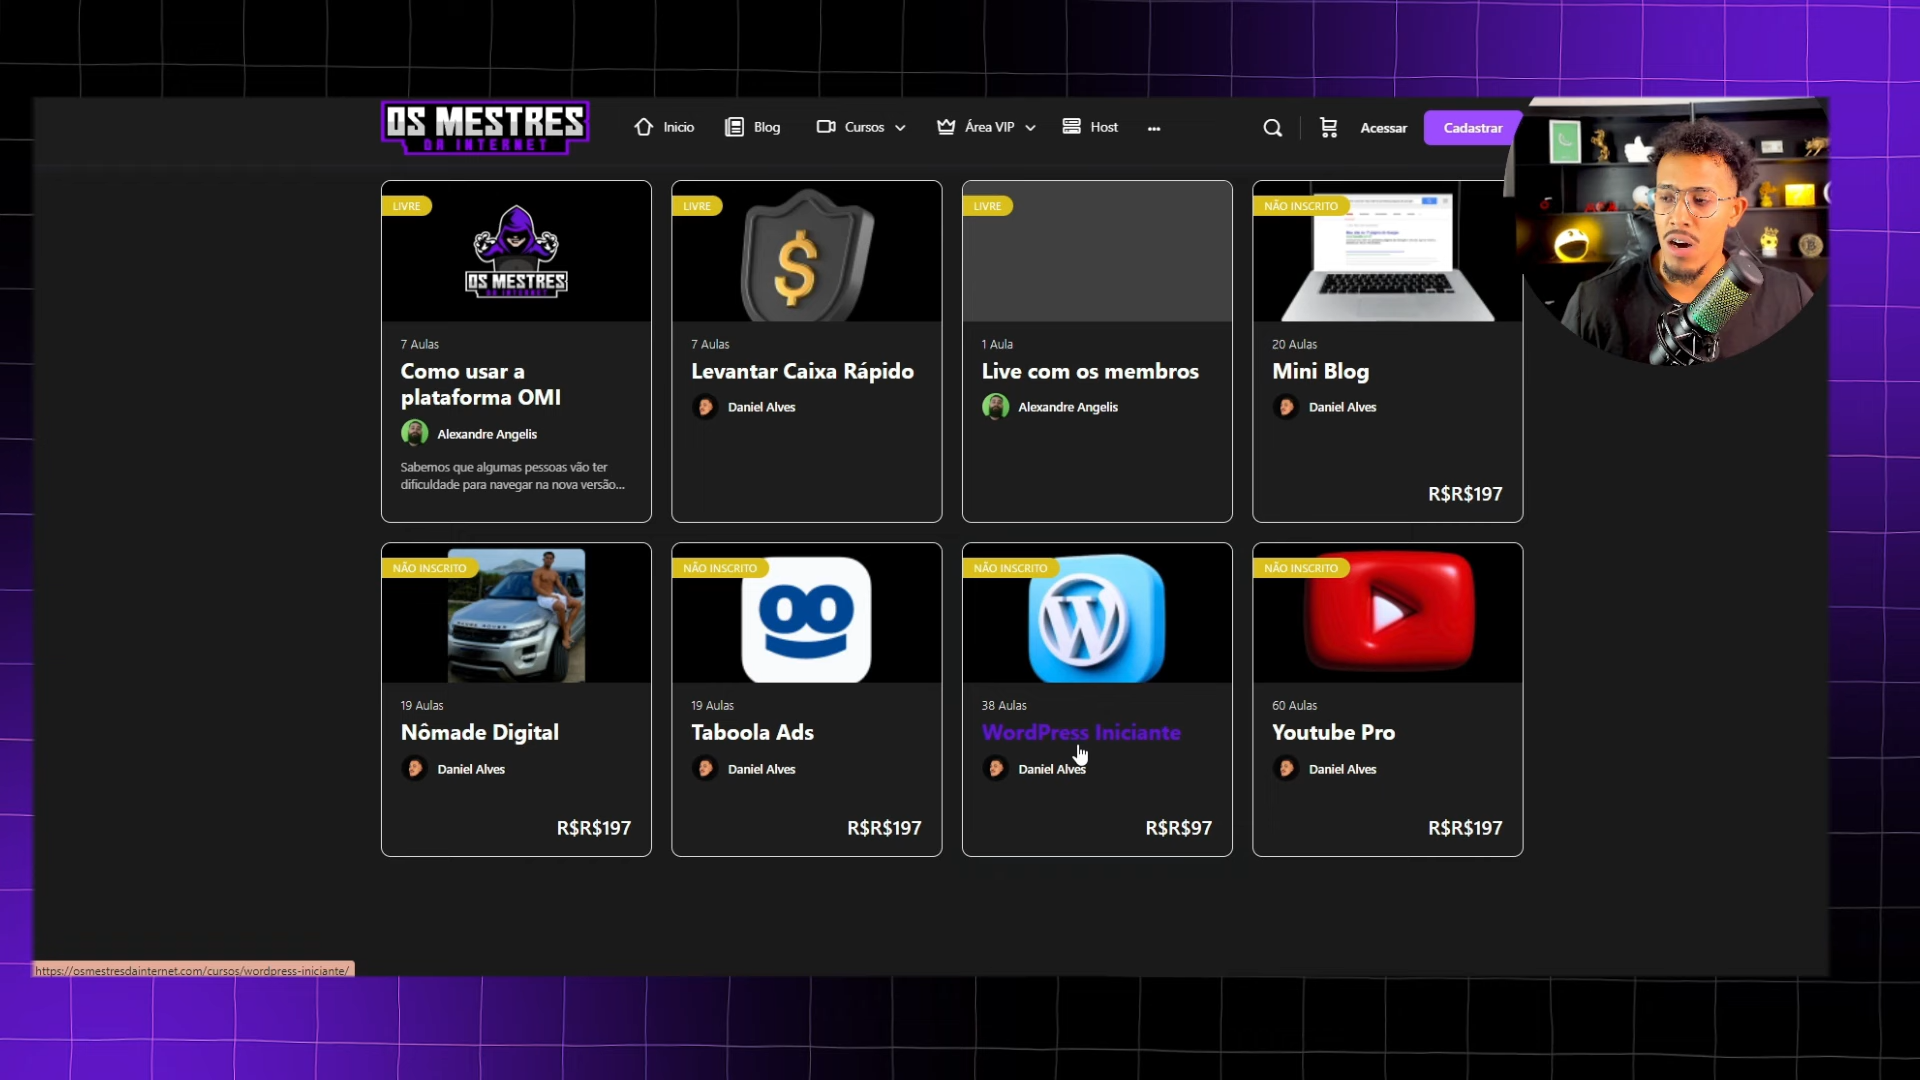 OS MESTRES
DA INTERNET
Inicio
Blog
Cursos
Área VIP
Host
Acessar
Cadastrar
LIVRE
OS MESTRES
DA INTERNET
7 Aulas
Como usar a
plataforma OMI
Alexandre Angelis
Sabemos que algumas pessoas vão ter
dificuldade para navegar na nova versão...
LIVRE
$
7 Aulas
Levantar Caixa Rápido
Daniel Alves
LIVRE
1 Aula
Live com os membros
Alexandre Angelis
NÃO INSCRITO
20 Aulas
Mini Blog
Daniel Alves
R$R$197
NÃO INSCRITO
19 Aulas
Nômade Digital
Daniel Alves
R$R$197
NÃO INSCRITO
19 Aulas
Taboola Ads
Daniel Alves
R$R$197
NÃO INSCRITO
W
38 Aulas
WordPress Iniciante
Daniel Alves
R$R$97
NÃO INSCRITO
60 Aulas
Youtube Pro
Daniel Alves
R$R$197
https://osmestresdainternet.com/cursos/wordpress-iniciante/